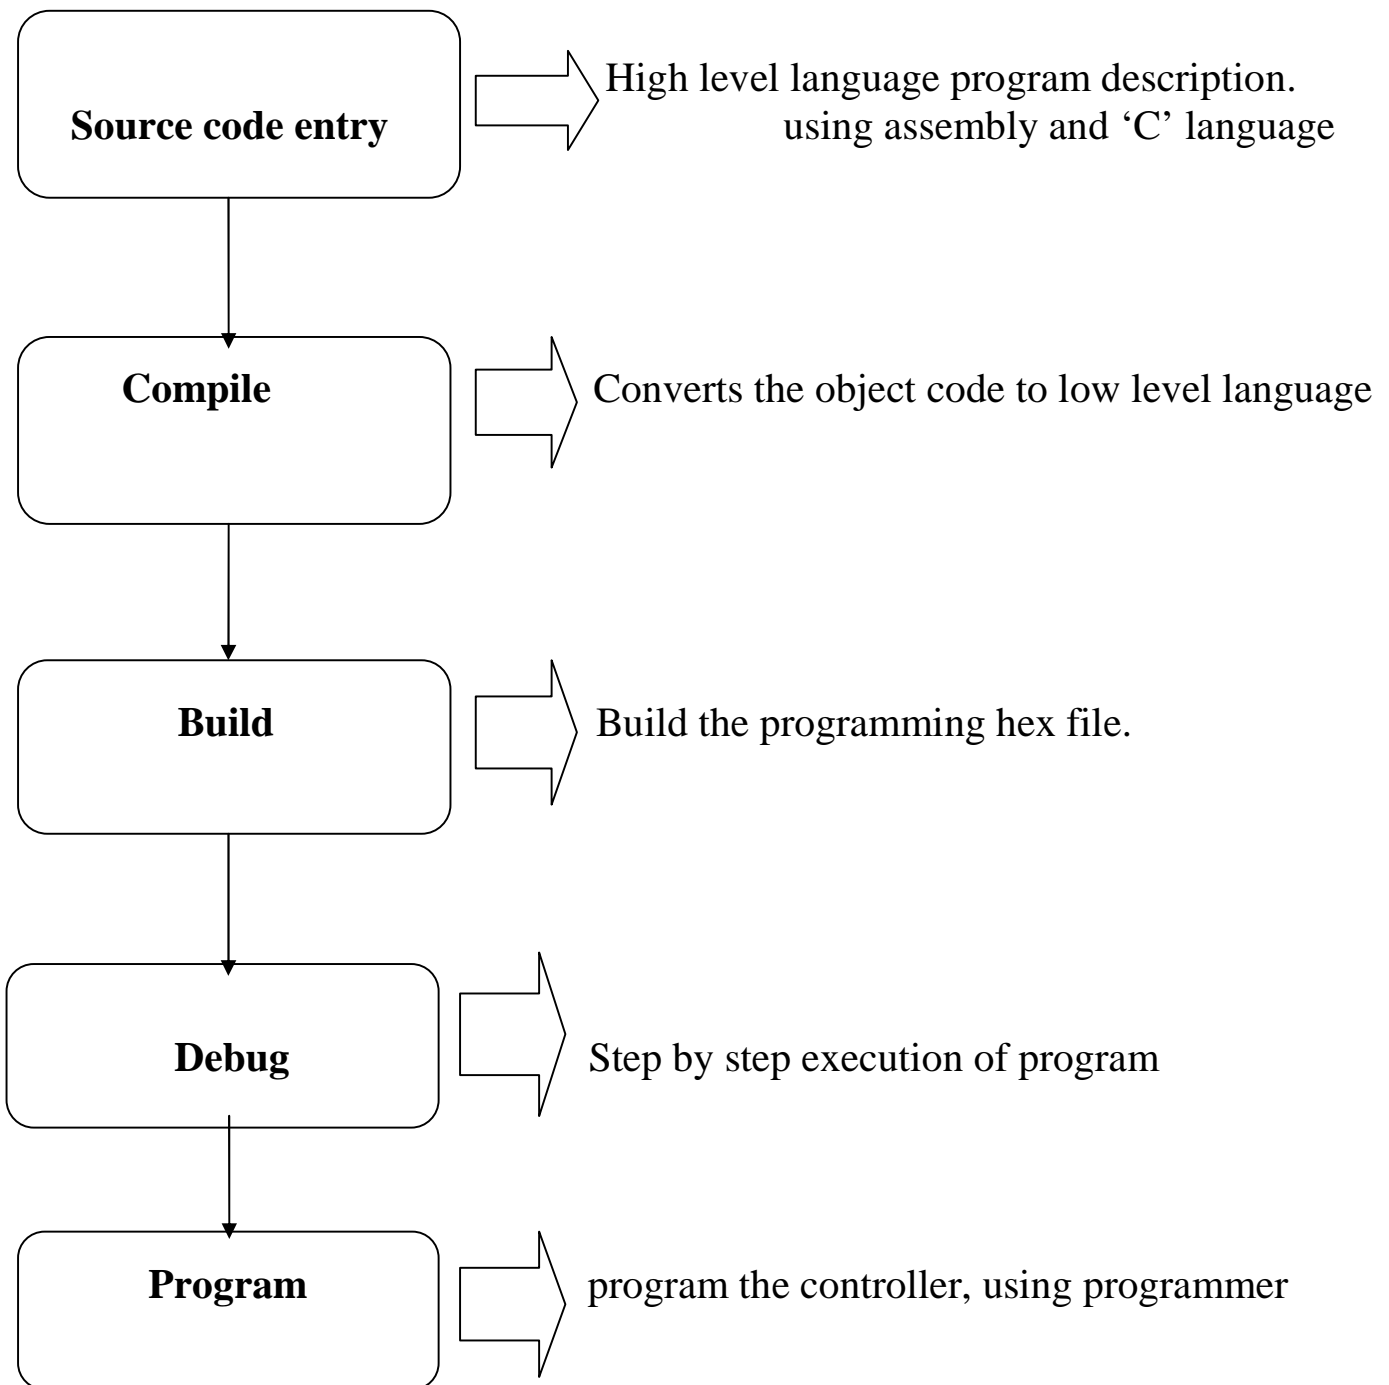 High level language program description.
Source code entry
using assembly and ‘C’ language
Compile
Converts the object code to low level language
Build
Build the programming hex file.
Debug
Step by step execution of program
Program
program the controller, using programmer